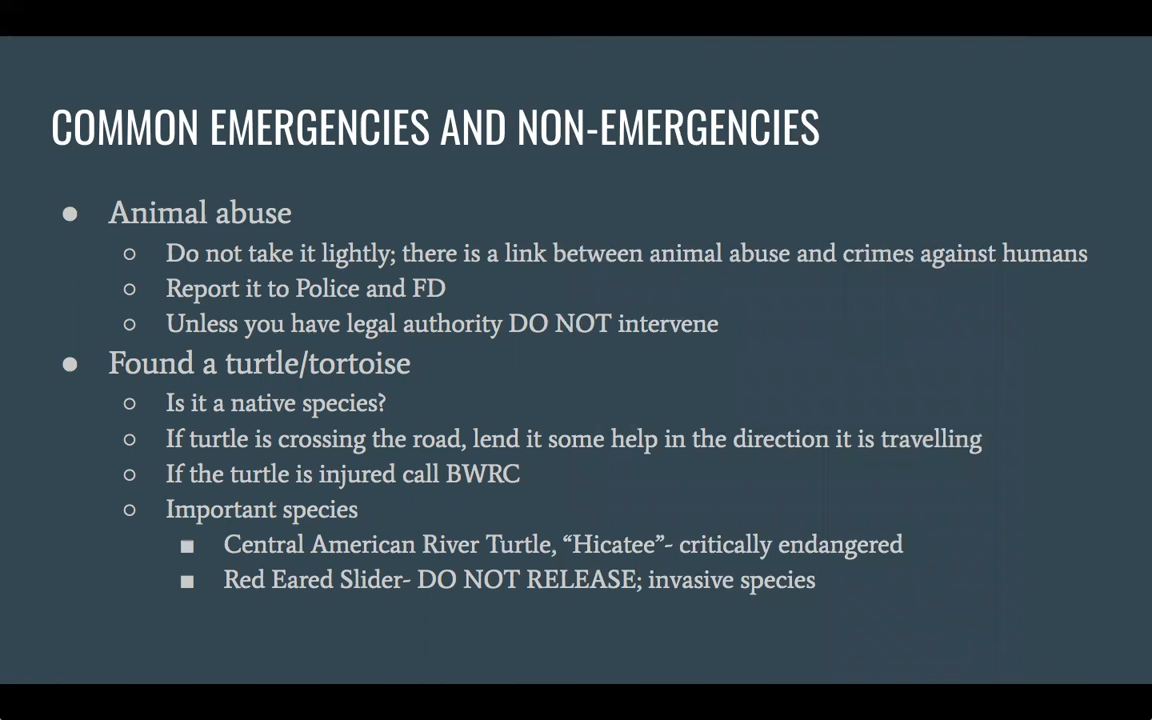 COMMON EMERGENCIES AND NON-EMERGENCIES
● Animal abuse
○ Do not take it lightly; there is a link between animal abuse and crimes against humans
○ Report it to Police and FD
○ Unless you have legal authority DO NOT intervene
● Found a turtle/tortoise
○ Is it a native species?
○ If turtle is crossing the road, lend it some help in the direction it is travelling
○ If the turtle is injured call BWRC
○ Important species
■ Central American River Turtle, “Hicatee”- critically endangered
■ Red Eared Slider- DO NOT RELEASE; invasive species